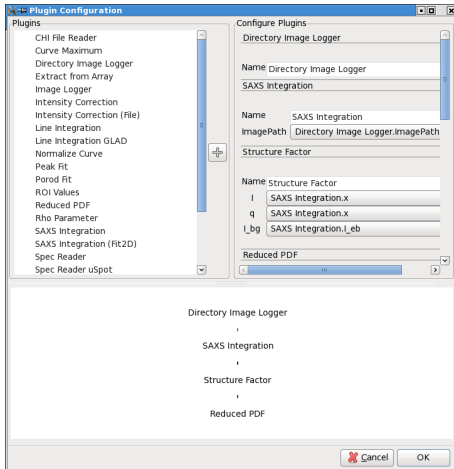 Plugin Configuration
Plugins
CHI File Reader
Curve Maximum
Directory Image Logger
Extract from Array
Image Logger
Intensity Correction
Intensity Correction (File)
Line Integration
Line Integration GLAD
Normalize Curve
Peak Fit
Porod Fit
ROI Values
Reduced PDF
Rho Parameter
SAXS Integration
SAXS Integration (Fit2D)
Spec Reader
Spec Reader uSpot
Configure Plugins
Directory Image Logger
Name Directory Image Logger
SAXS Integration
Name SAXS Integration
ImagePath Directory Image Logger.ImagePath
Structure Factor
Name Structure Factor
I SAXS Integration.x
q SAXS Integration.x
I_bg SAXS Integration.I_eb
Reduced PDF
Directory Image Logger
SAXS Integration
Structure Factor
Reduced PDF
Cancel OK